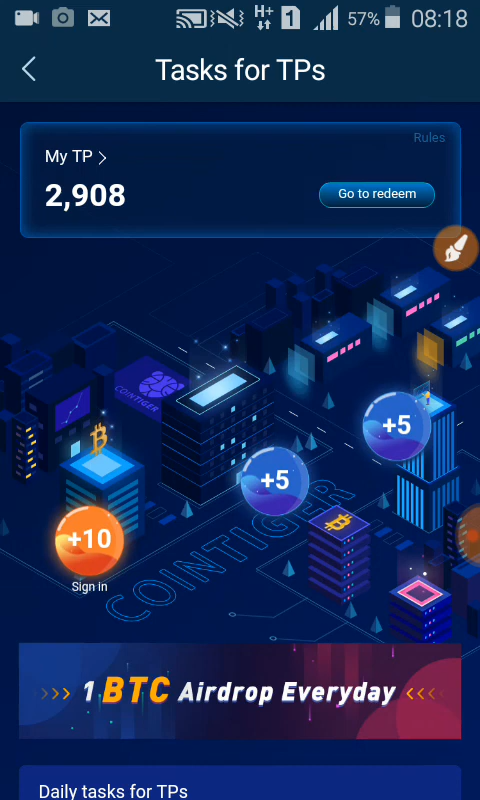 H+
1
57%
08:18
Tasks for TPs
Rules
My TP >
2,908
Go to redeem
COINTIGER
+5
+5
+10
Sign in
COINTIGER
>>> 1 BTC Airdrop Everyday <<<
Daily tasks for TPs